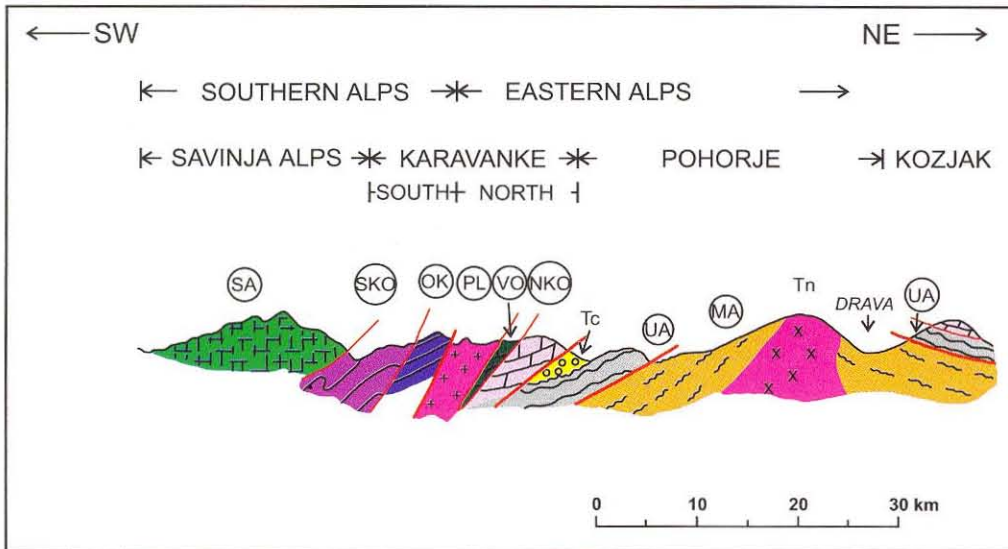 SW NE
SOUTHERN ALPS EASTERN ALPS
SAVINJA ALPS KARAVANKE POHORJE KOZJAK
SOUTH NORTH
SA SKO OK PL VO NKO Tc UA MA Tn DRAVA UA
0 10 20 30 km